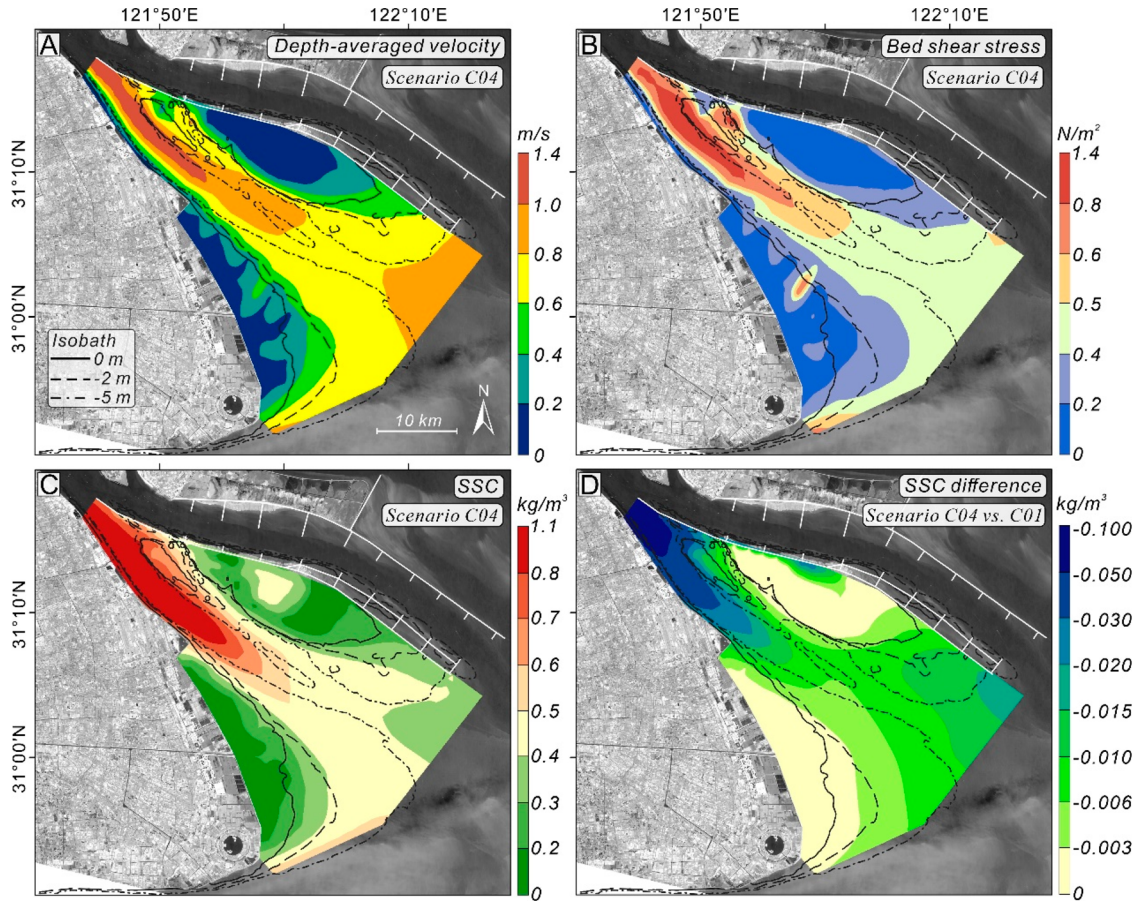 121°50'E 122°10'E 121°50'E 122°10'E
A Depth-averaged velocity
Scenario C04
m/s
1.4
1.0
0.8
0.6
0.4
0.2
0
31°10'N
31°00'N
Isobath
0 m
-2 m
-5 m
N
10 km
B Bed shear stress
Scenario C04
N/m²
1.4
0.8
0.6
0.5
0.4
0.2
0
C SSC
Scenario C04
kg/m³
1.1
0.8
0.7
0.6
0.5
0.4
0.3
0.2
0
31°10'N
31°00'N
D SSC difference
Scenario C04 vs. C01
kg/m³
-0.100
-0.050
-0.030
-0.020
-0.010
-0.006
-0.003
0